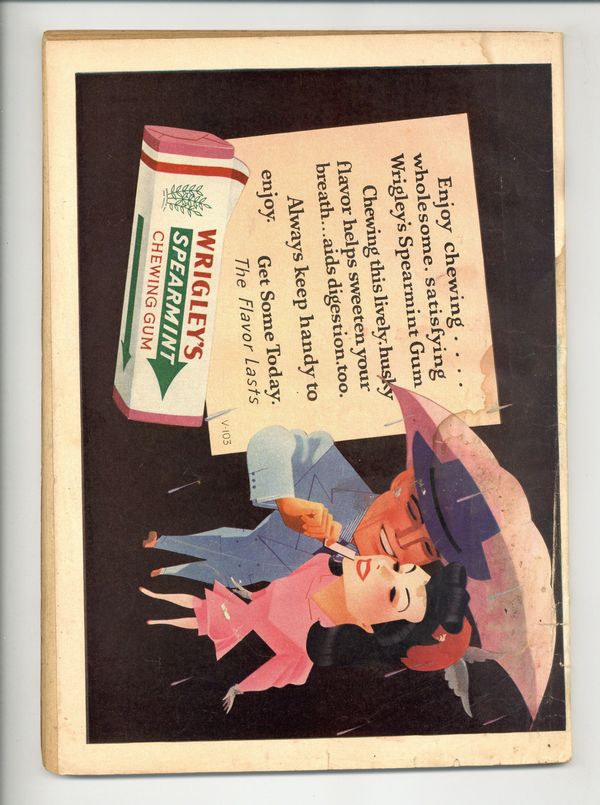 Enjoy chewing . . . .
wholesome, satisfying
Wrigley's Spearmint Gum
Chewing this lively, husky
flavor helps sweeten your
breath...aids digestion, too.
Always keep handy to
enjoy. Get Some Today.
The Flavor Lasts
V-103
WRIGLEY'S
SPEARMINT
CHEWING GUM